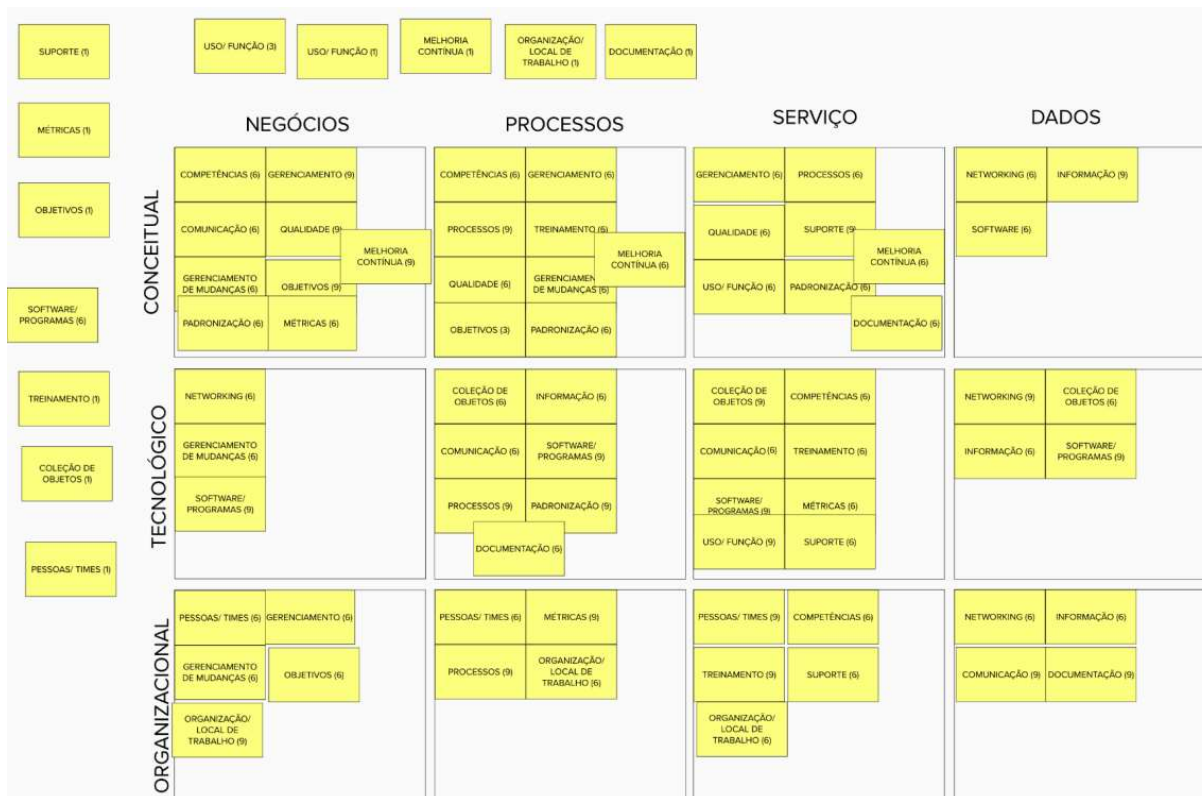 SUPORTE (1)
USO/ FUNÇÃO (3)
USO/ FUNÇÃO (1)
MELHORIA
CONTÍNUA (1)
ORGANIZAÇÃO/
LOCAL DE
TRABALHO (1)
DOCUMENTAÇÃO (1)
MÉTRICAS (1)
OBJETIVOS (1)
SOFTWARE/
PROGRAMAS (6)
TREINAMENTO (1)
COLEÇÃO DE
OBJETOS (1)
PESSOAS/ TIMES (1)
NEGÓCIOS
PROCESSOS
SERVIÇO
DADOS
CONCEITUAL
COMPETÊNCIAS (6)
GERENCIAMENTO (9)
COMUNICAÇÃO (6)
QUALIDADE (9)
MELHORIA
CONTÍNUA (9)
GERENCIAMENTO
DE MUDANÇAS (6)
OBJETIVOS (9)
PADRONIZAÇÃO (6)
MÉTRICAS (6)
COMPETÊNCIAS (6)
GERENCIAMENTO (6)
PROCESSOS (9)
TREINAMENTO (6)
MELHORIA
CONTÍNUA (6)
QUALIDADE (6)
GERENCIAMENTO
DE MUDANÇAS (6)
OBJETIVOS (3)
PADRONIZAÇÃO (6)
GERENCIAMENTO (6)
PROCESSOS (6)
QUALIDADE (6)
SUPORTE (9)
MELHORIA
CONTÍNUA (6)
USO/ FUNÇÃO (6)
PADRONIZAÇÃO (6)
DOCUMENTAÇÃO (6)
NETWORKING (6)
INFORMAÇÃO (9)
SOFTWARE (6)
TECNOLÓGICO
NETWORKING (6)
GERENCIAMENTO
DE MUDANÇAS (6)
SOFTWARE/
PROGRAMAS (9)
COLEÇÃO DE
OBJETOS (6)
INFORMAÇÃO (6)
COMUNICAÇÃO (6)
SOFTWARE/
PROGRAMAS (9)
PROCESSOS (9)
PADRONIZAÇÃO (9)
DOCUMENTAÇÃO (6)
COLEÇÃO DE
OBJETOS (9)
COMPETÊNCIAS (6)
COMUNICAÇÃO (6)
TREINAMENTO (6)
SOFTWARE/
PROGRAMAS (9)
MÉTRICAS (6)
USO/ FUNÇÃO (9)
SUPORTE (6)
NETWORKING (9)
COLEÇÃO DE
OBJETOS (6)
INFORMAÇÃO (6)
SOFTWARE/
PROGRAMAS (9)
ORGANIZACIONAL
PESSOAS/ TIMES (6)
GERENCIAMENTO (6)
GERENCIAMENTO
DE MUDANÇAS (6)
OBJETIVOS (6)
ORGANIZAÇÃO/
LOCAL DE
TRABALHO (9)
PESSOAS/ TIMES (6)
MÉTRICAS (9)
PROCESSOS (9)
ORGANIZAÇÃO/
LOCAL DE
TRABALHO (6)
PESSOAS/ TIMES (9)
COMPETÊNCIAS (6)
TREINAMENTO (9)
SUPORTE (6)
ORGANIZAÇÃO/
LOCAL DE
TRABALHO (6)
NETWORKING (6)
INFORMAÇÃO (6)
COMUNICAÇÃO (9)
DOCUMENTAÇÃO (9)